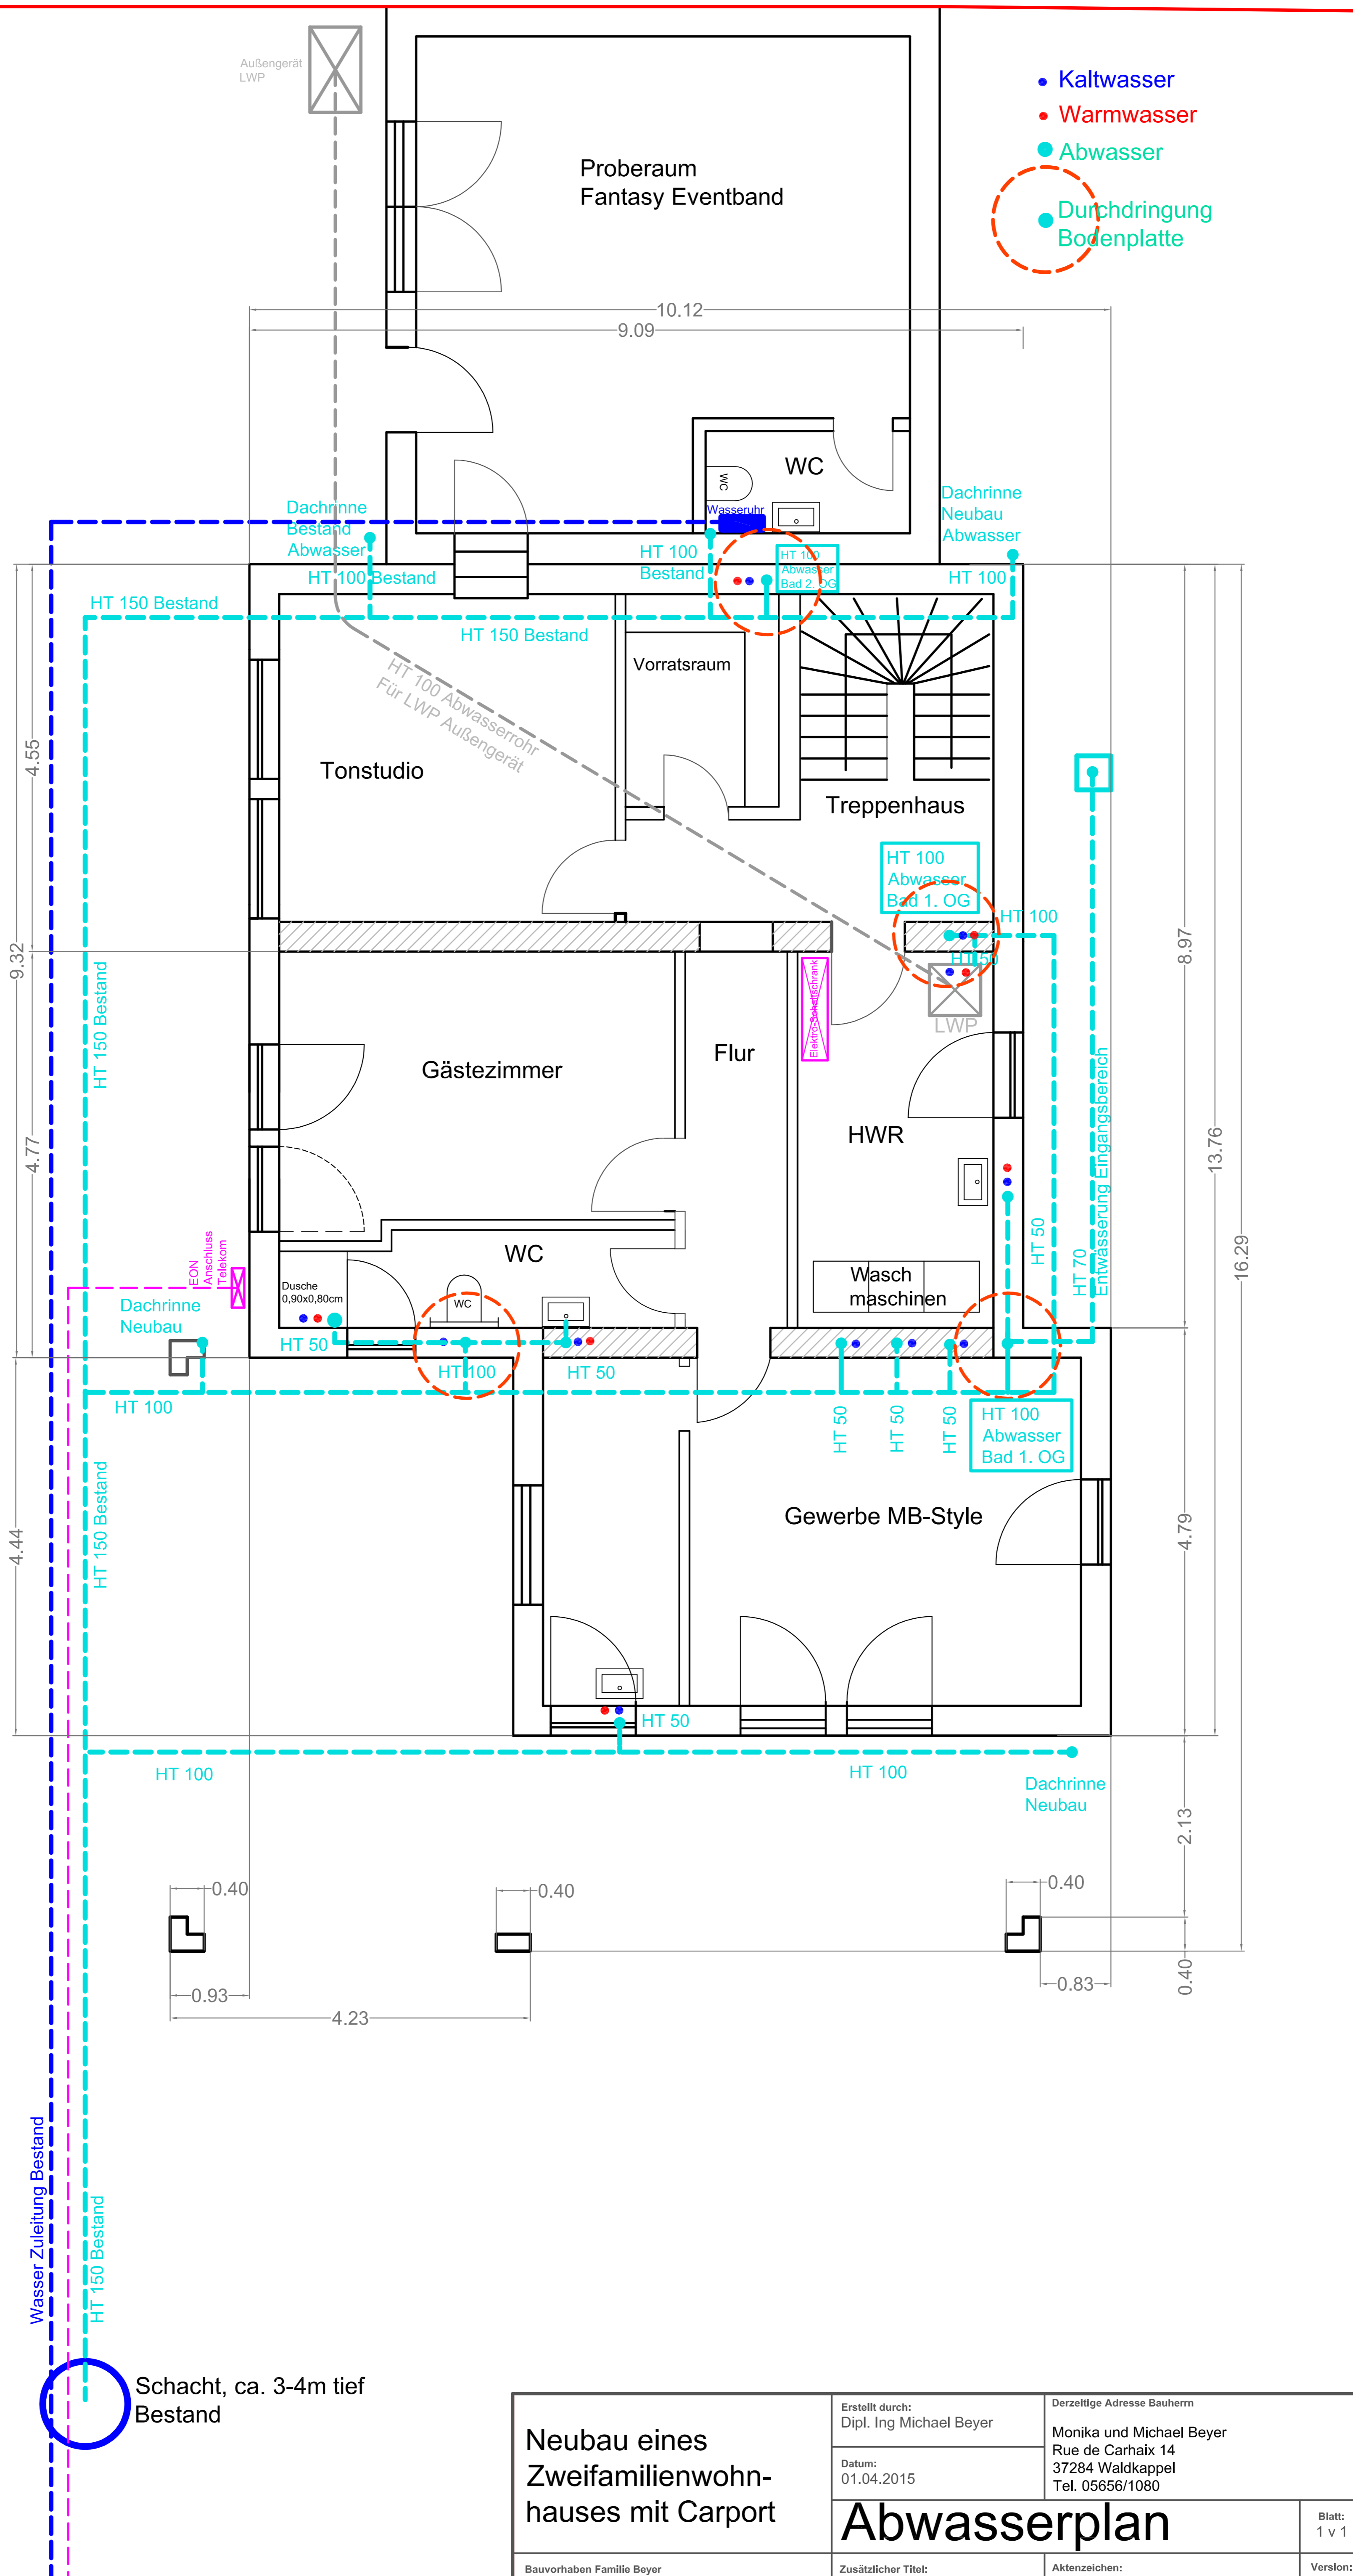 Außengerät
LWP
Kaltwasser
Warmwasser
Abwasser
Durchdringung
Bodenplatte
Proberaum
Fantasy Eventband
10.12
9.09
WC
WC
Wasseruhr
Dachrinne
Bestand
Abwasser
HT 100 Bestand
HT 100
Bestand
HT 100
Abwasser
Bad 2. OG
Dachrinne
Neubau
Abwasser
HT 100
HT 150 Bestand
HT 150 Bestand
HT 100 Abwasserrohr
Für LWP Außengerät
Vorratsraum
Tonstudio
Treppenhaus
4.55
9.32
4.77
4.44
HT 100
Abwasser
Bad 1. OG
HT 100
HT 50
LWP
Elektro-Schaltschrank
HT 150 Bestand
Gästezimmer
Flur
HWR
8.97
13.76
16.29
4.79
HT 50
HT 70
Entwässerung Eingangsbereich
EON
Anschluss
Telekom
WC
WC
Dusche
0,90x0,80cm
Wasch
maschinen
Dachrinne
Neubau
HT 50
HT 100
HT 50
HT 100
HT 50
HT 50
HT 50
HT 100
Abwasser
Bad 1. OG
HT 150 Bestand
Gewerbe MB-Style
HT 50
HT 100
HT 100
Dachrinne
Neubau
2.13
0.40
0.40
0.40
0.40
0.93
4.23
0.83
Wasser Zuleitung Bestand
HT 150 Bestand
Schacht, ca. 3-4m tief
Bestand
Neubau eines
Zweifamilienwohn-
hauses mit Carport
Erstellt durch:
Dipl. Ing Michael Beyer
Datum:
01.04.2015
Derzeitige Adresse Bauherrn
Monika und Michael Beyer
Rue de Carhaix 14
37284 Waldkappel
Tel. 05656/1080
Abwasserplan
Blatt:
1 v 1
Bauvorhaben Familie Beyer
Zusätzlicher Titel:
Aktenzeichen:
Version: